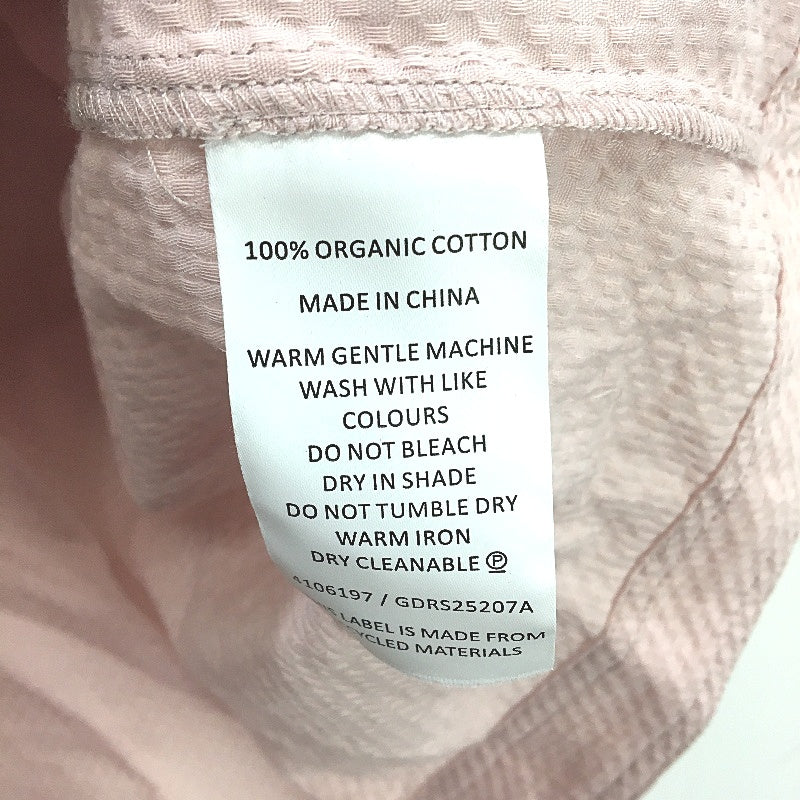 100% ORGANIC COTTON
MADE IN CHINA
WARM GENTLE MACHINE
WASH WITH LIKE
COLOURS
DO NOT BLEACH
DRY IN SHADE
DO NOT TUMBLE DRY
WARM IRON
DRY CLEANABLE Ⓟ
4106197 / GDRS25207A
LABEL IS MADE FROM
MATERIALS